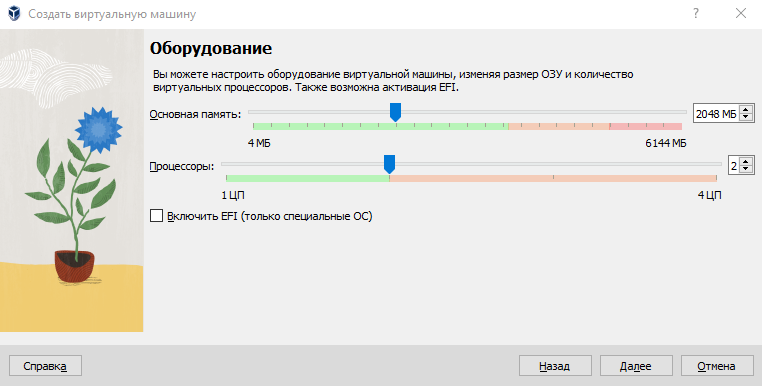 Создать виртуальную машину
Оборудование
Вы можете настроить оборудование виртуальной машины, изменяя размер ОЗУ и количество
виртуальных процессоров. Также возможна активация EFI.
Основная память: 2048 МБ
4 МБ 6144 МБ
Процессоры: 2
1 ЦП 4 ЦП
Включить EFI (только специальные ОС)
Справка Назад Далее Отмена